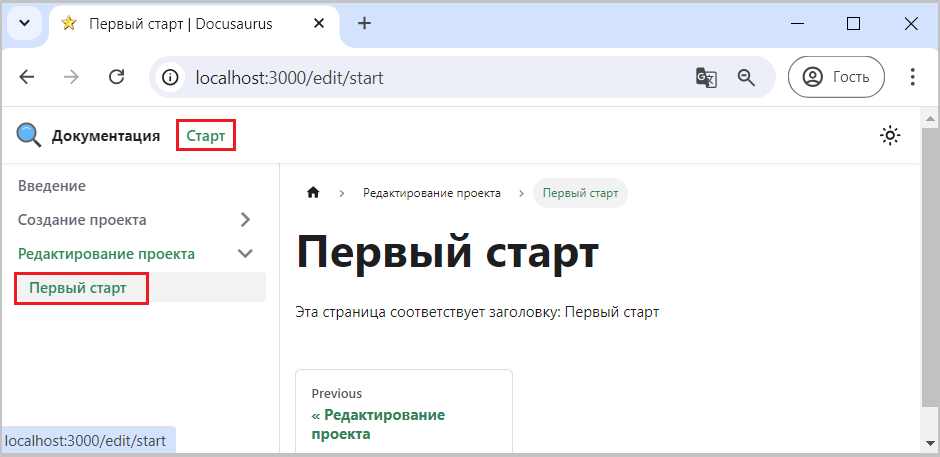 Первый старт | Docusaurus
localhost:3000/edit/start
Гость
Документация Старт
Введение
Создание проекта
Редактирование проекта
Первый старт
Редактирование проекта
Первый старт
Первый старт
Эта страница соответствует заголовку: Первый старт
Previous
« Редактирование
проекта
localhost:3000/edit/start